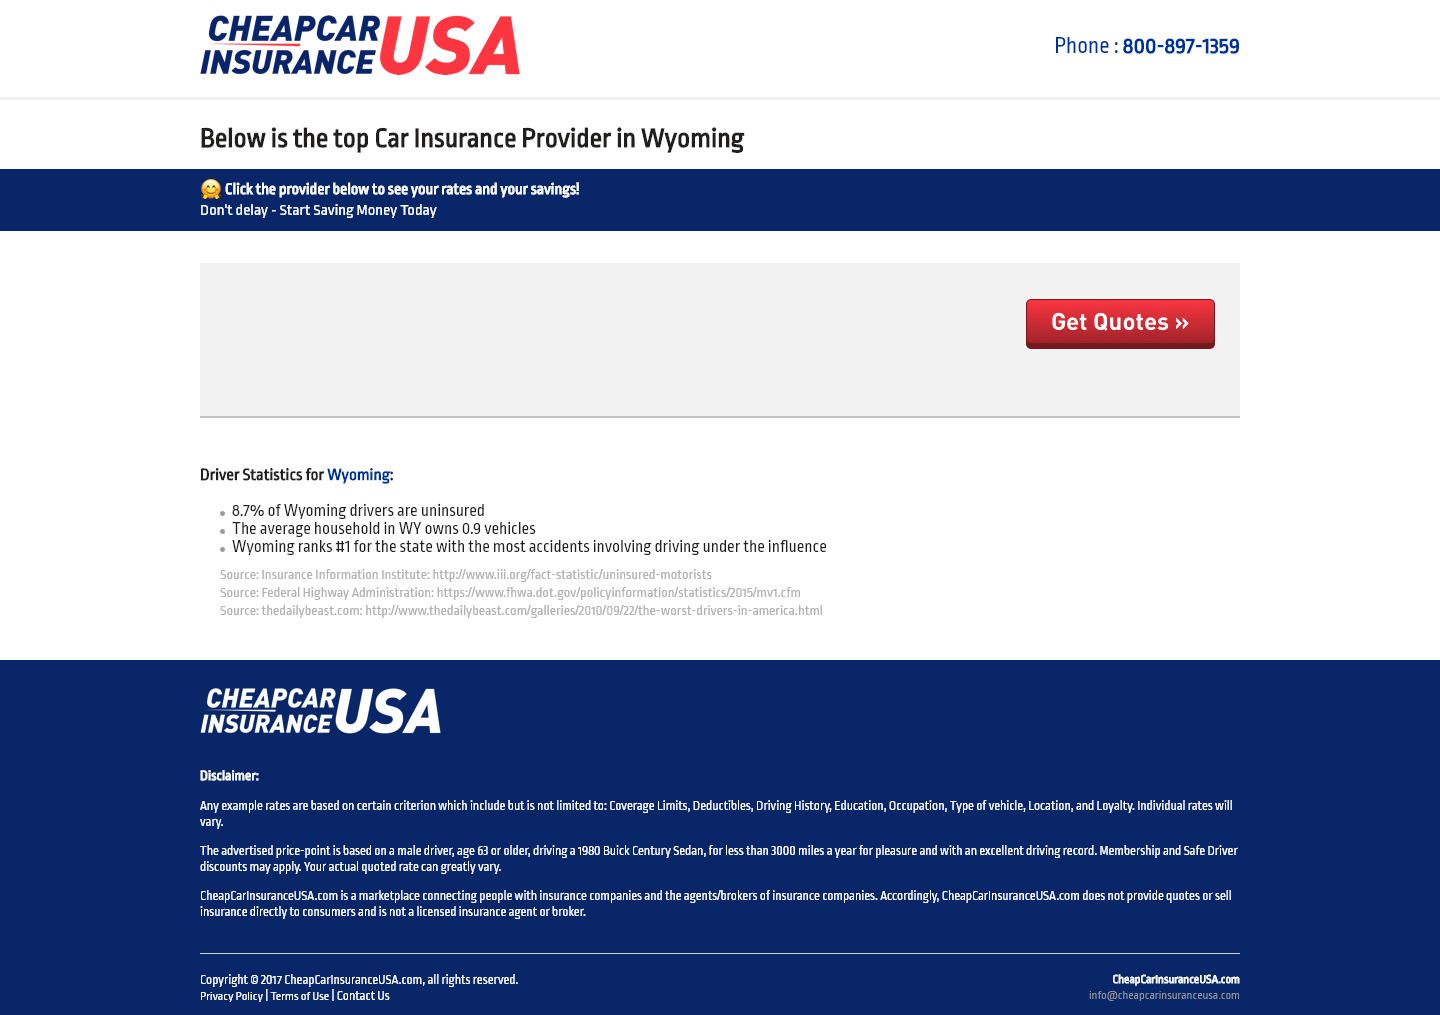 CHEAPCAR INSURANCE USA
Phone : 800-897-1359
Below is the top Car Insurance Provider in Wyoming
🤗 Click the provider below to see your rates and your savings!
Don't delay - Start Saving Money Today
Get Quotes »
Driver Statistics for Wyoming:
8.7% of Wyoming drivers are uninsured
The average household in WY owns 0.9 vehicles
Wyoming ranks #1 for the state with the most accidents involving driving under the influence
Source: Insurance Information Institute: http://www.iii.org/fact-statistic/uninsured-motorists
Source: Federal Highway Administration: https://www.fhwa.dot.gov/policyinformation/statistics/2015/mv1.cfm
Source: thedailybeast.com: http://www.thedailybeast.com/galleries/2010/09/22/the-worst-drivers-in-america.html
CHEAPCAR INSURANCE USA
Disclaimer:
Any example rates are based on certain criterion which include but is not limited to: Coverage Limits, Deductibles, Driving History, Education, Occupation, Type of vehicle, Location, and Loyalty. Individual rates will
vary.
The advertised price-point is based on a male driver, age 63 or older, driving a 1980 Buick Century Sedan, for less than 3000 miles a year for pleasure and with an excellent driving record. Membership and Safe Driver
discounts may apply. Your actual quoted rate can greatly vary.
CheapCarInsuranceUSA.com is a marketplace connecting people with insurance companies and the agents/brokers of insurance companies. Accordingly, CheapCarInsuranceUSA.com does not provide quotes or sell
insurance directly to consumers and is not a licensed insurance agent or broker.
Copyright © 2017 CheapCarInsuranceUSA.com, all rights reserved.
Privacy Policy | Terms of Use | Contact Us
CheapCarInsuranceUSA.com
info@cheapcarinsuranceusa.com